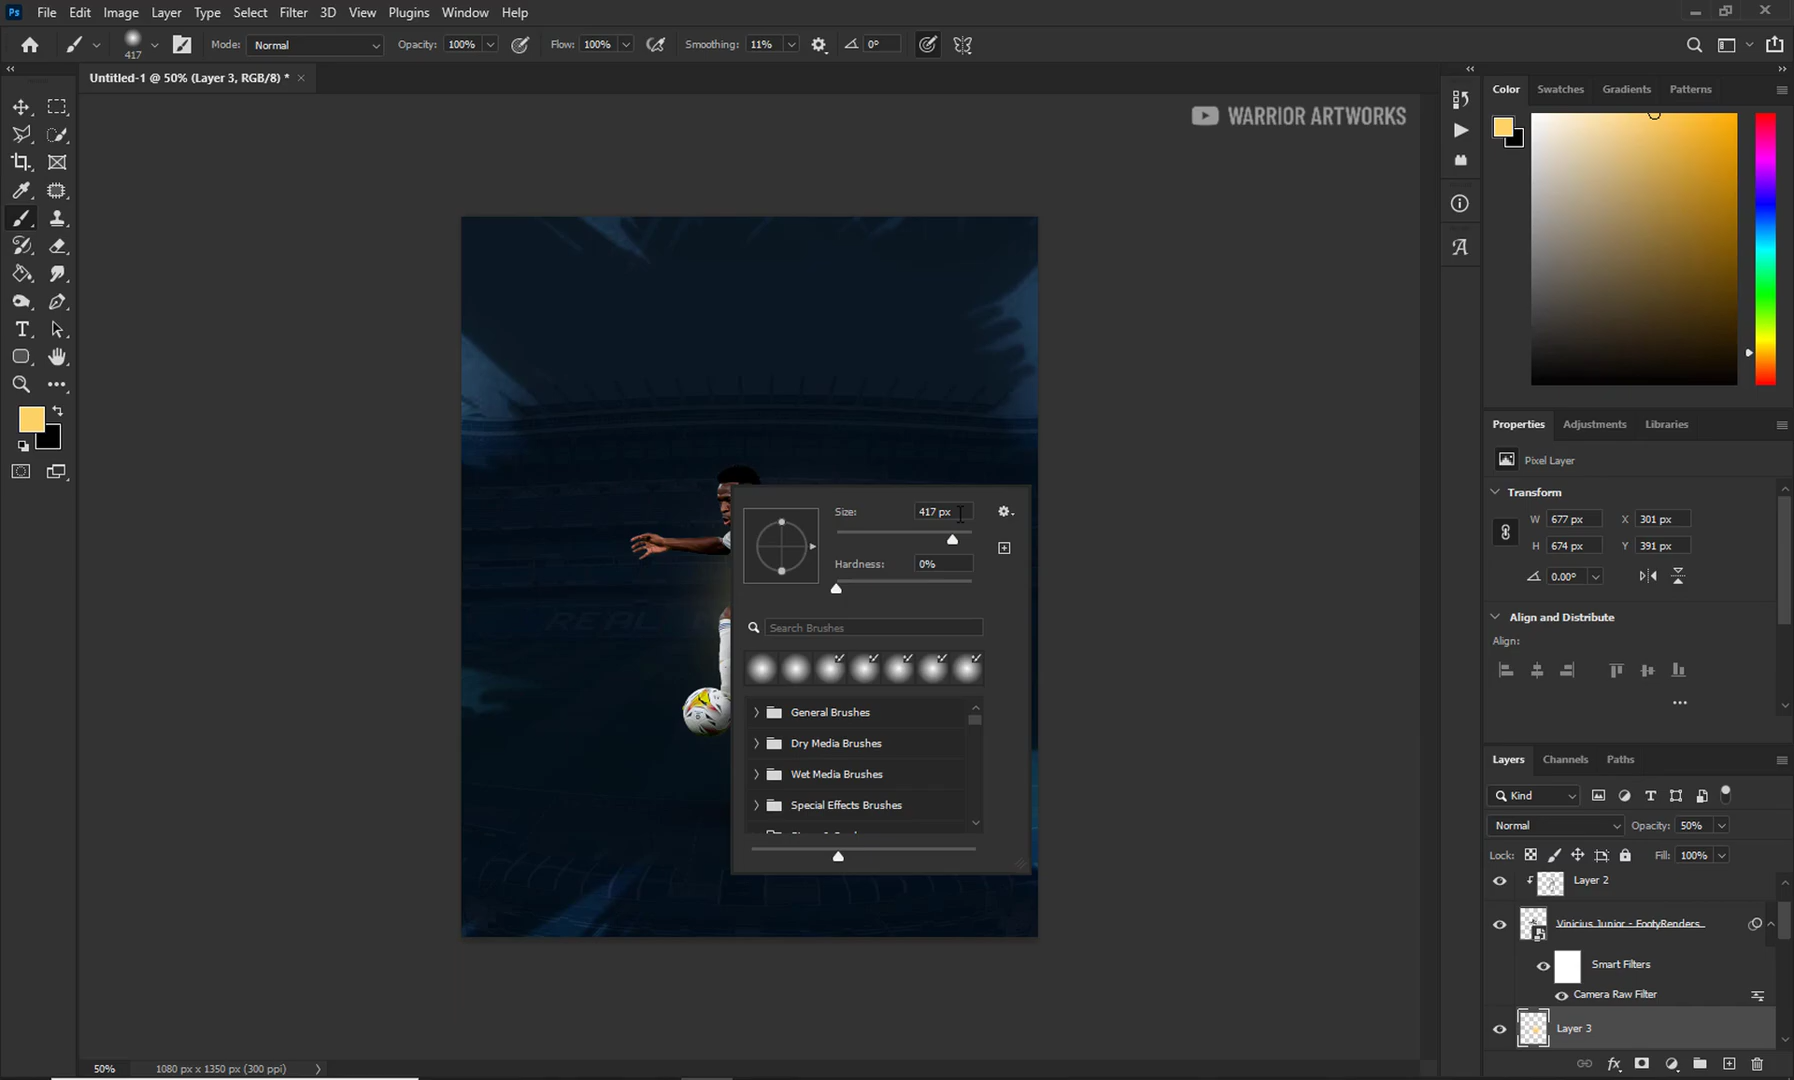 Ps File Edit Image Layer Type Select Filter 3D View Plugins Window Help
417 Mode: Normal Opacity: 100% Flow: 100% Smoothing: 11% 0°
Untitled-1 @ 50% (Layer 3, RGB/8) *
WARRIOR ARTWORKS
Color Swatches Gradients Patterns
Size: 417 px
Hardness: 0%
Search Brushes
General Brushes
Dry Media Brushes
Wet Media Brushes
Special Effects Brushes
REAL
Properties Adjustments Libraries
Pixel Layer
Transform
W 677 px X 301 px
H 674 px Y 391 px
0.00°
Align and Distribute
Align:
Layers Channels Paths
Kind
Normal Opacity: 50%
Lock: Fill: 100%
Layer 2
Vinicius Junior - FootyRenders
Smart Filters
Camera Raw Filter
Layer 3
50% 1080 px x 1350 px (300 ppi)